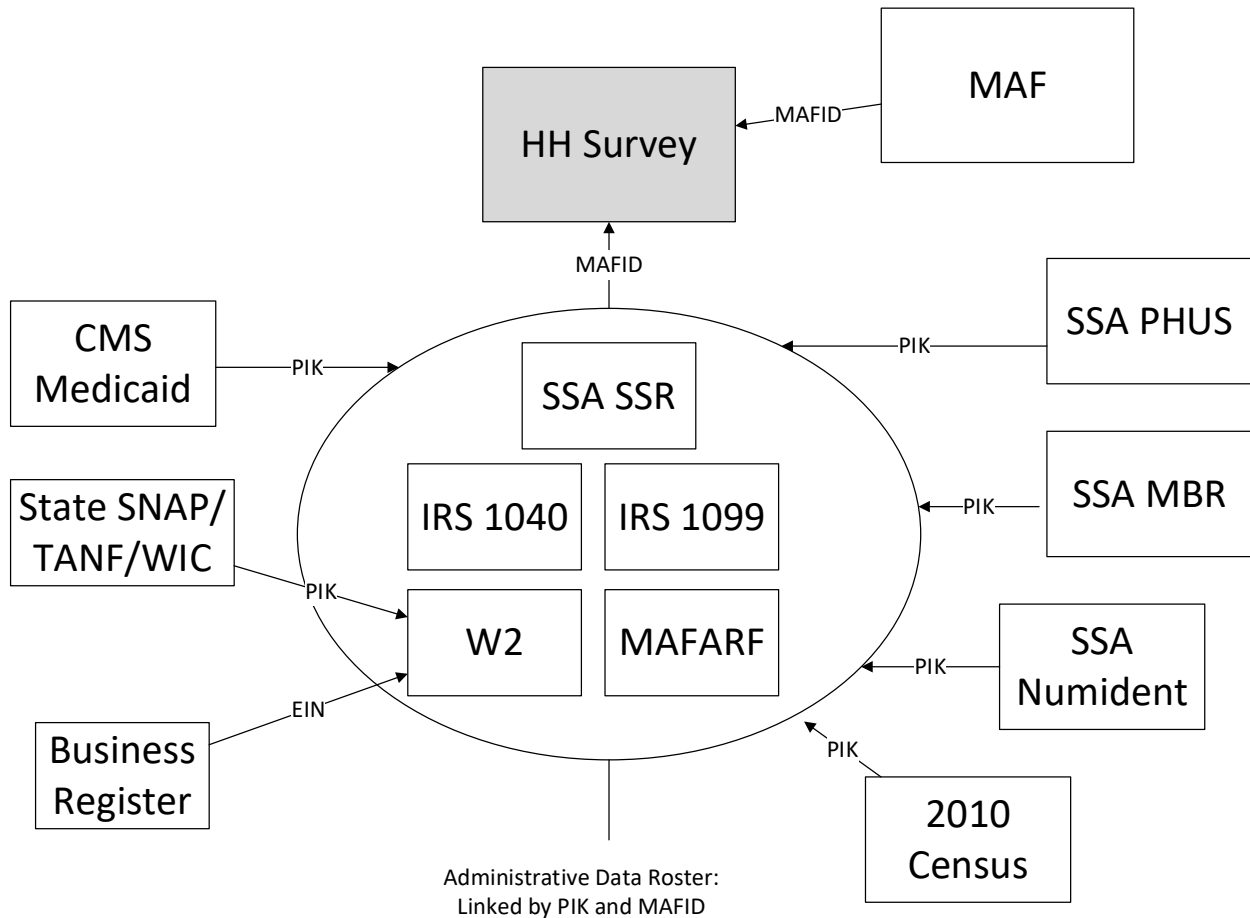 MAF
HH Survey
MAFID
MAFID
CMS
Medicaid
PIK
SSA PHUS
PIK
SSA SSR
State SNAP/
TANF/WIC
PIK
IRS 1040
IRS 1099
SSA MBR
PIK
W2
MAFARF
SSA
Numident
PIK
Business
Register
EIN
2010
Census
PIK
Administrative Data Roster:
Linked by PIK and MAFID